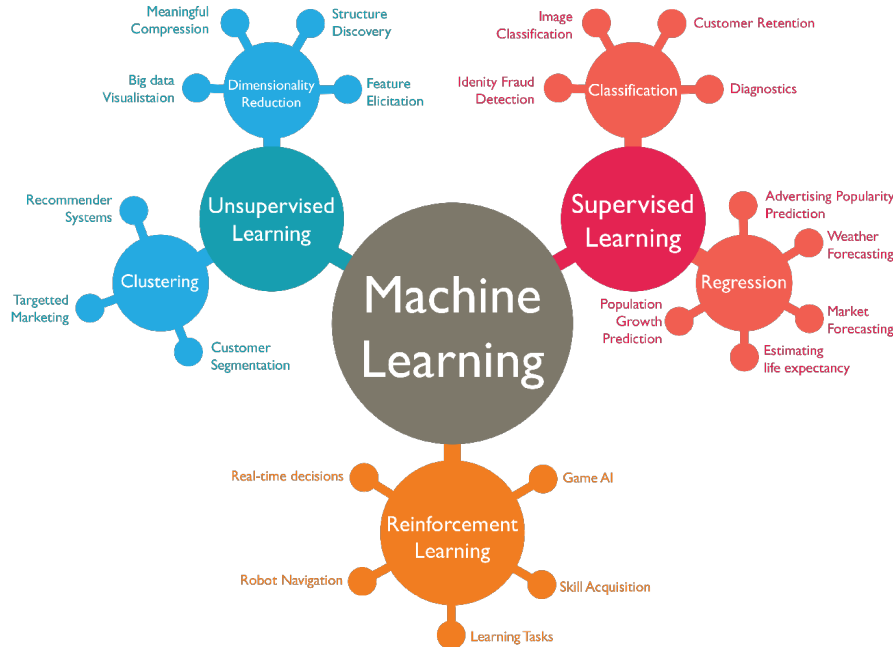 Meaningful
Compression
Structure
Discovery
Big data
Visualistaion
Dimensionality
Reduction
Feature
Elicitation
Image
Classification
Customer Retention
Idenity Fraud
Detection
Classification
Diagnostics
Unsupervised
Learning
Recommender
Systems
Clustering
Targetted
Marketing
Customer
Segmentation
Machine
Learning
Supervised
Learning
Advertising Popularity
Prediction
Weather
Forecasting
Regression
Population
Growth
Prediction
Market
Forecasting
Estimating
life expectancy
Real-time decisions
Game AI
Reinforcement
Learning
Robot Navigation
Skill Acquisition
Learning Tasks